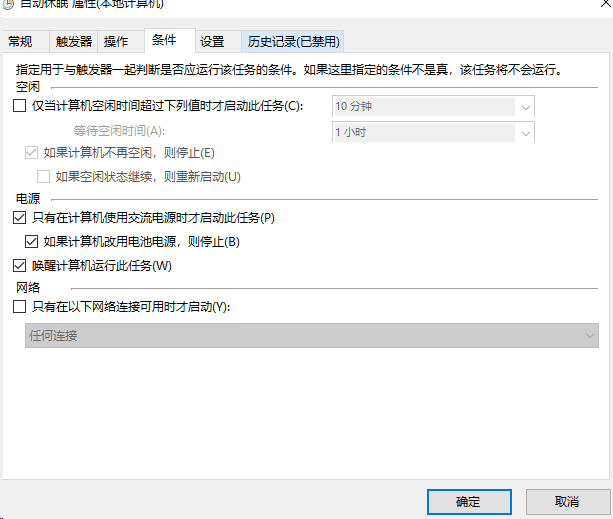 自动休眠 属性(本地计算机)
常规 触发器 操作 条件 设置 历史记录(已禁用)
指定用于与触发器一起判断是否应运行该任务的条件。如果这里指定的条件不是真，该任务将不会运行。
空闲
仅当计算机空闲时间超过下列值时才启动此任务(C): 10 分钟
等待空闲时间(A): 1 小时
如果计算机不再空闲，则停止(E)
如果空闲状态继续，则重新启动(U)
电源
只有在计算机使用交流电源时才启动此任务(P)
如果计算机改用电池电源，则停止(B)
唤醒计算机运行此任务(W)
网络
只有在以下网络连接可用时才启动(Y):
任何连接
确定 取消